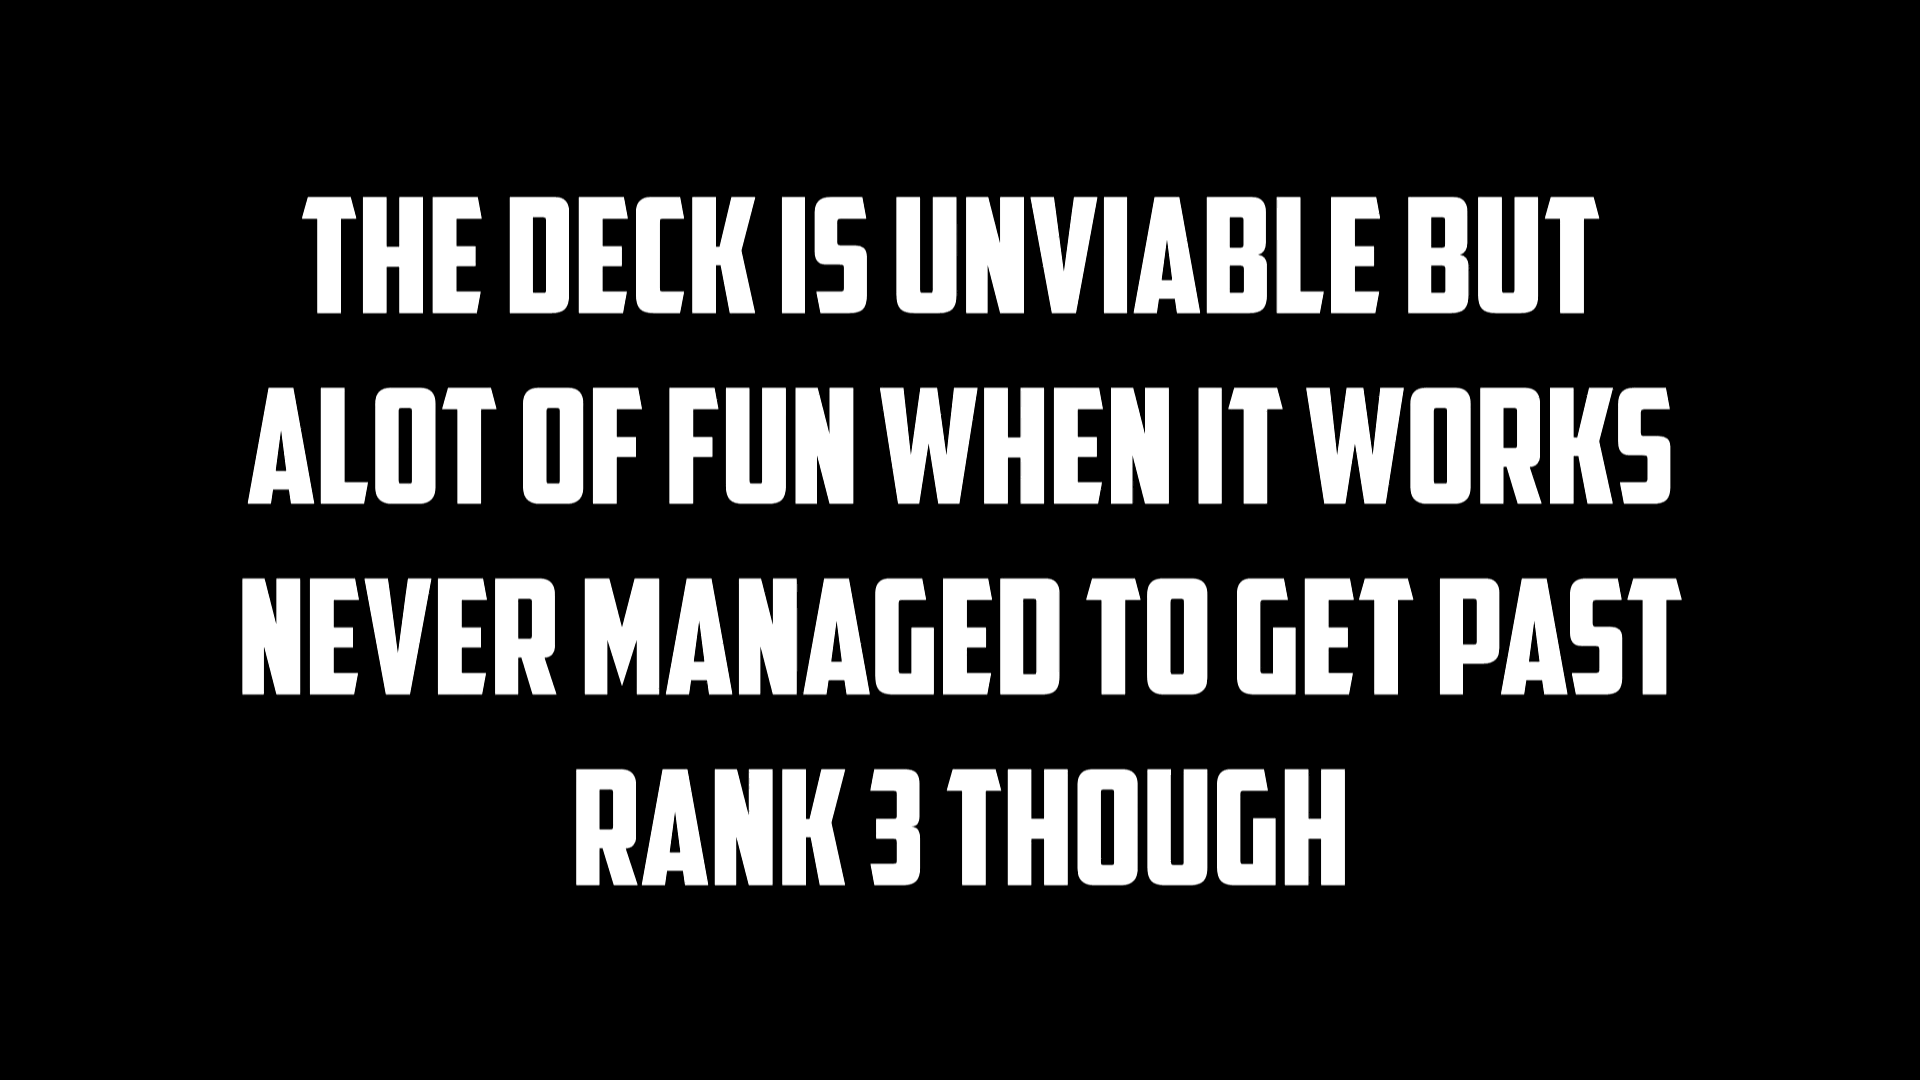 THE DECK IS UNVIABLE BUT
ALOT OF FUN WHEN IT WORKS
NEVER MANAGED TO GET PAST
RANK 3 THOUGH